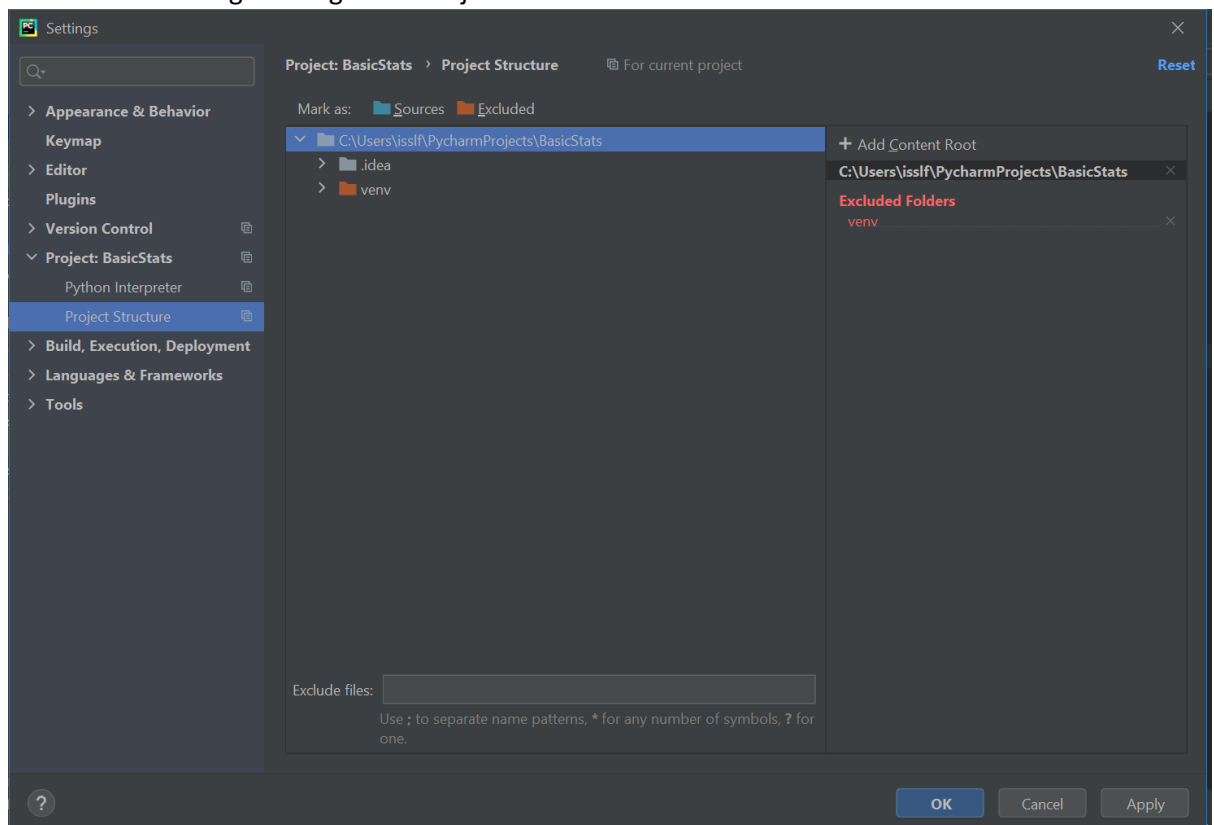 Settings
Project: BasicStats › Project Structure For current project Reset
Appearance & Behavior
Keymap
Editor
Plugins
Version Control
Project: BasicStats
Python Interpreter
Project Structure
Build, Execution, Deployment
Languages & Frameworks
Tools
Mark as: Sources Excluded
C:\Users\isslf\PycharmProjects\BasicStats
.idea
venv
+ Add Content Root
C:\Users\isslf\PycharmProjects\BasicStats
Excluded Folders
venv
Exclude files:
Use ; to separate name patterns, * for any number of symbols, ? for
one.
? OK Cancel Apply